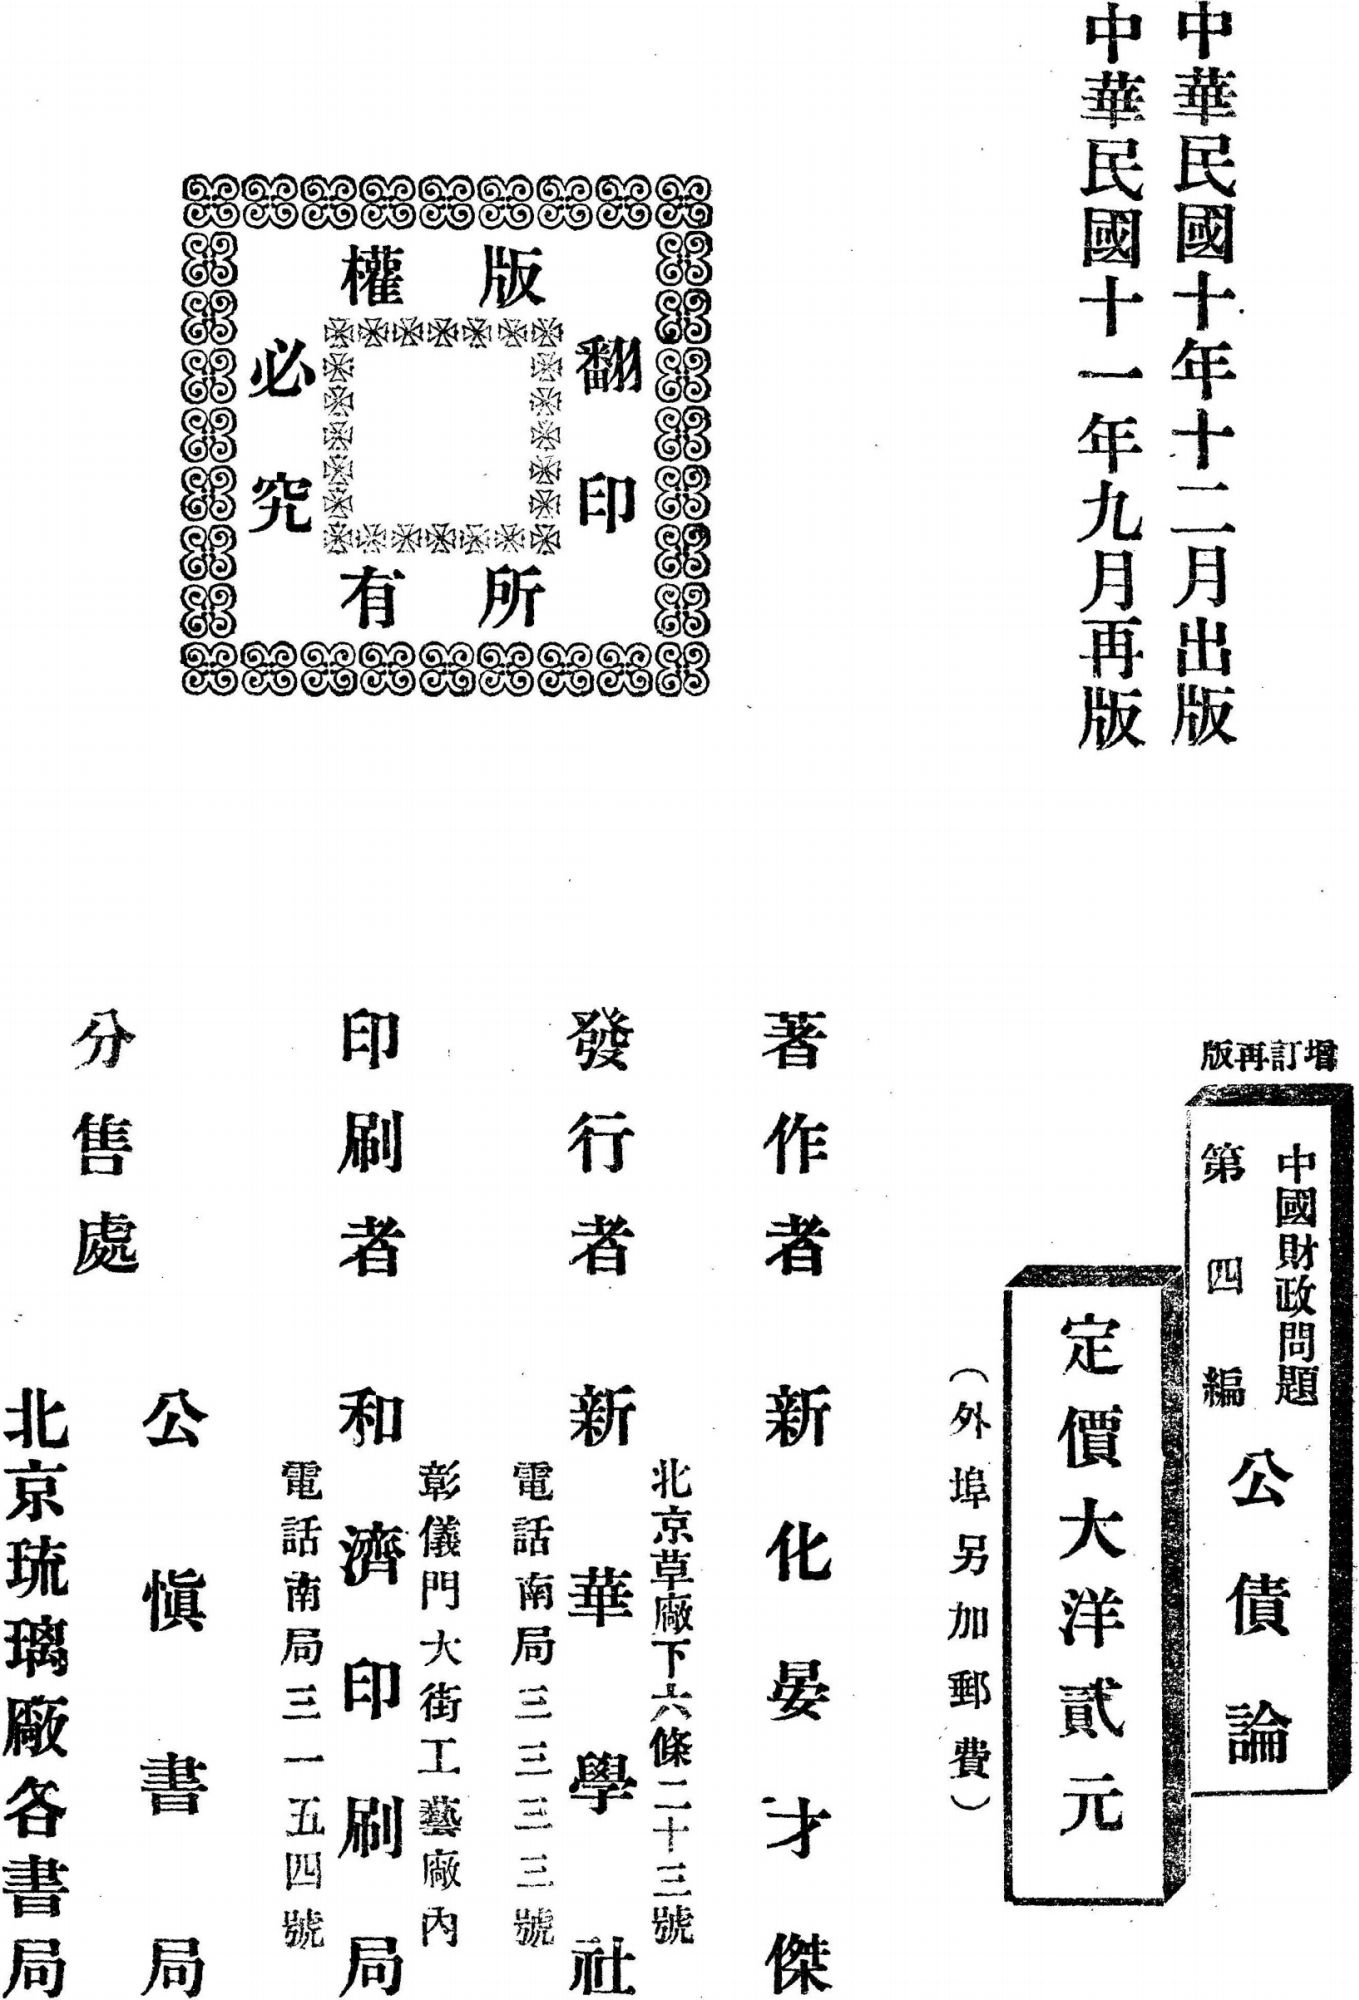 中華民國十年十二月出版
中華民國十一年九月再版
版權所有
翻印必究
增訂再版
中國財政問題
第四編
公債論
定價大洋貳元
（外埠另加郵費）
著作者 新化晏才傑
發行者 新華學社
北京草廠下六條二十三號
電話南局三三三三號
印刷者 和濟印刷局
彰儀門大街工藝廠內
電話南局三一五四號
分售處
公愼書局
北京琉璃廠各書局